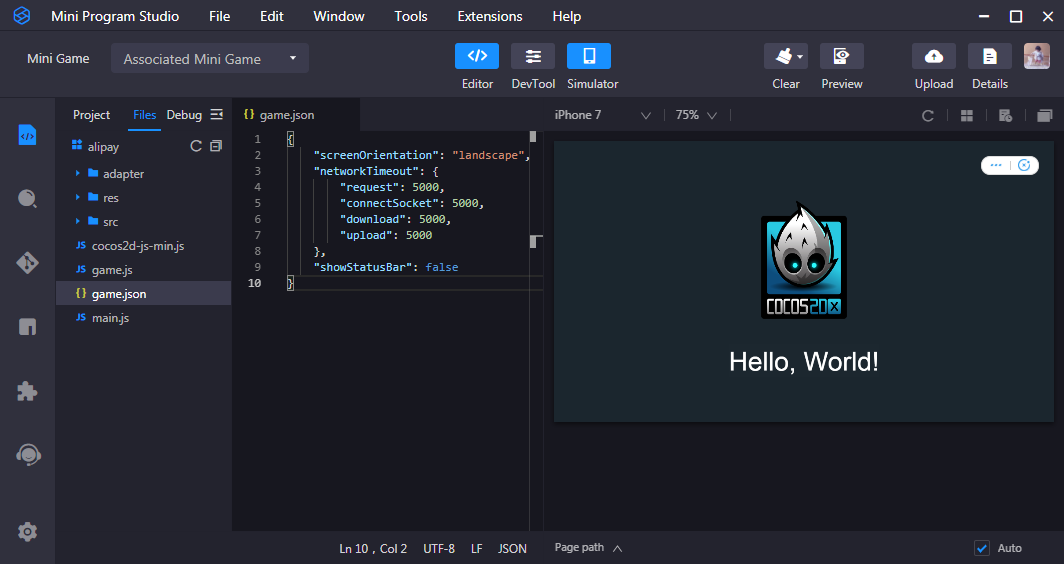 Mini Program Studio File Edit Window Tools Extensions Help
Mini Game Associated Mini Game
Editor DevTool Simulator Clear Preview Upload Details
Project Files Debug
{} game.json
iPhone 7 75%
alipay
adapter
res
src
JS cocos2d-js-min.js
JS game.js
{} game.json
JS main.js
1 {
2 "screenOrientation": "landscape",
3 "networkTimeout": {
4 "request": 5000,
5 "connectSocket": 5000,
6 "download": 5000,
7 "upload": 5000
8 },
9 "showStatusBar": false
10 }
COCOS2DX
Hello, World!
Ln 10 , Col 2 UTF-8 LF JSON
Page path
Auto